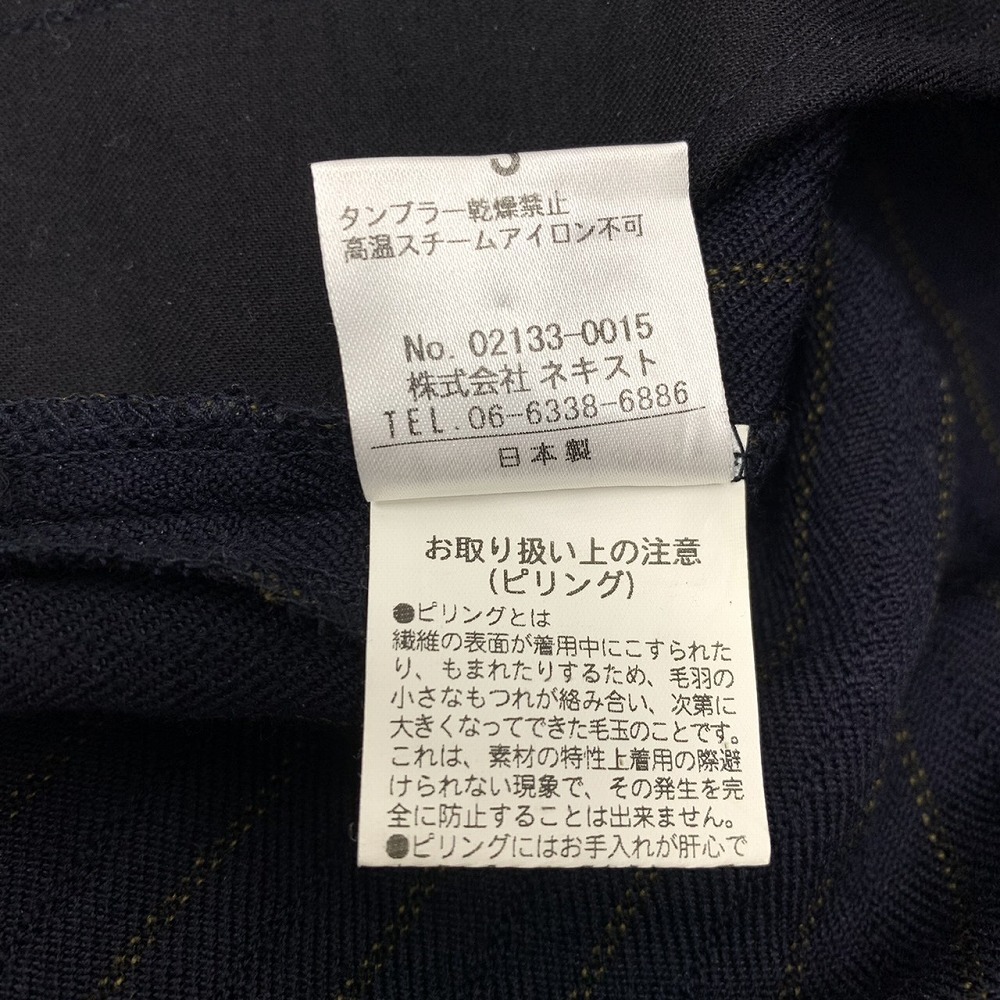 タンブラー乾燥禁止
高温スチームアイロン不可
No. 02133-0015
株式会社 ネキスト
TEL.06-6338-6886
日本製
お取り扱い上の注意
(ピリング)
●ピリングとは
繊維の表面が着用中にこすられた
り、もまれたりするため、毛羽の
小さなもつれが絡み合い、次第に
大きくなってできた毛玉のことです。
これは、素材の特性上着用の際避
けられない現象で、その発生を完
全に防止することは出来ません。
●ピリングにはお手入れが肝心で